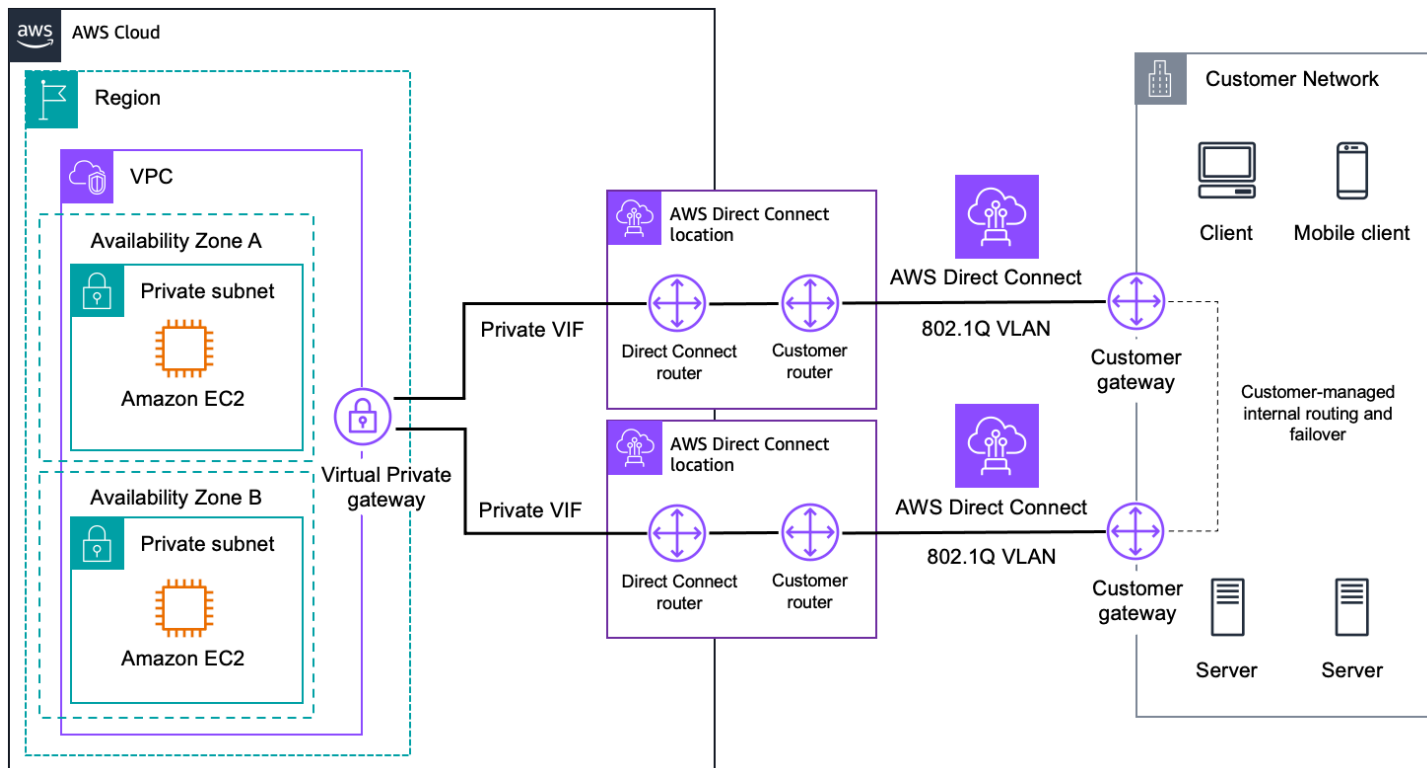 aws
AWS Cloud
Region
VPC
Availability Zone A
Private subnet
Amazon EC2
Availability Zone B
Private subnet
Amazon EC2
Virtual Private
gateway
Private VIF
Private VIF
AWS Direct Connect
location
Direct Connect
router
Customer
router
AWS Direct Connect
location
Direct Connect
router
Customer
router
AWS Direct Connect
802.1Q VLAN
AWS Direct Connect
802.1Q VLAN
Customer Network
Client
Mobile client
Customer
gateway
Customer-managed
internal routing and
failover
Customer
gateway
Server
Server